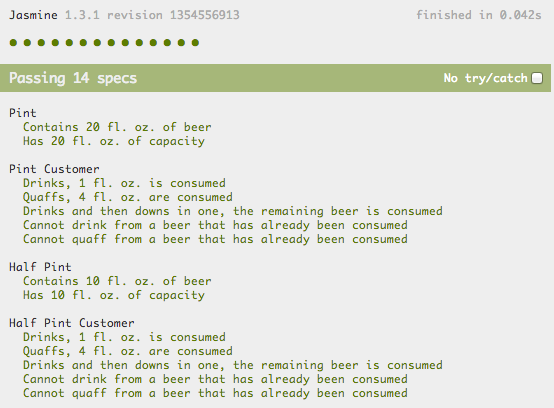 Jasmine 1.3.1 revision 1354556913 finished in 0.042s
Passing 14 specs No try/catch
Pint
Contains 20 fl. oz. of beer
Has 20 fl. oz. of capacity
Pint Customer
Drinks, 1 fl. oz. is consumed
Quaffs, 4 fl. oz. are consumed
Drinks and then downs in one, the remaining beer is consumed
Cannot drink from a beer that has already been consumed
Cannot quaff from a beer that has already been consumed
Half Pint
Contains 10 fl. oz. of beer
Has 10 fl. oz. of capacity
Half Pint Customer
Drinks, 1 fl. oz. is consumed
Quaffs, 4 fl. oz. are consumed
Drinks and then downs in one, the remaining beer is consumed
Cannot drink from a beer that has already been consumed
Cannot quaff from a beer that has already been consumed